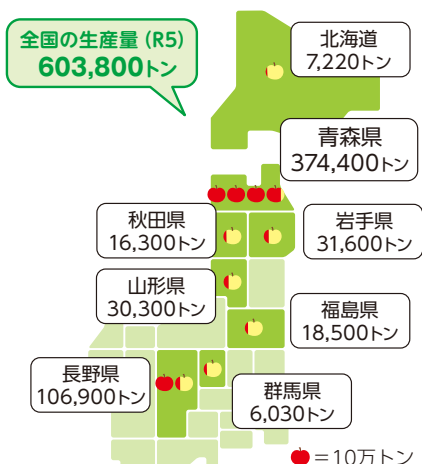 全国の生産量 (R5)
603,800トン
北海道
7,220トン
青森県
374,400トン
秋田県
16,300トン
岩手県
31,600トン
山形県
30,300トン
福島県
18,500トン
長野県
106,900トン
群馬県
6,030トン
=10万トン